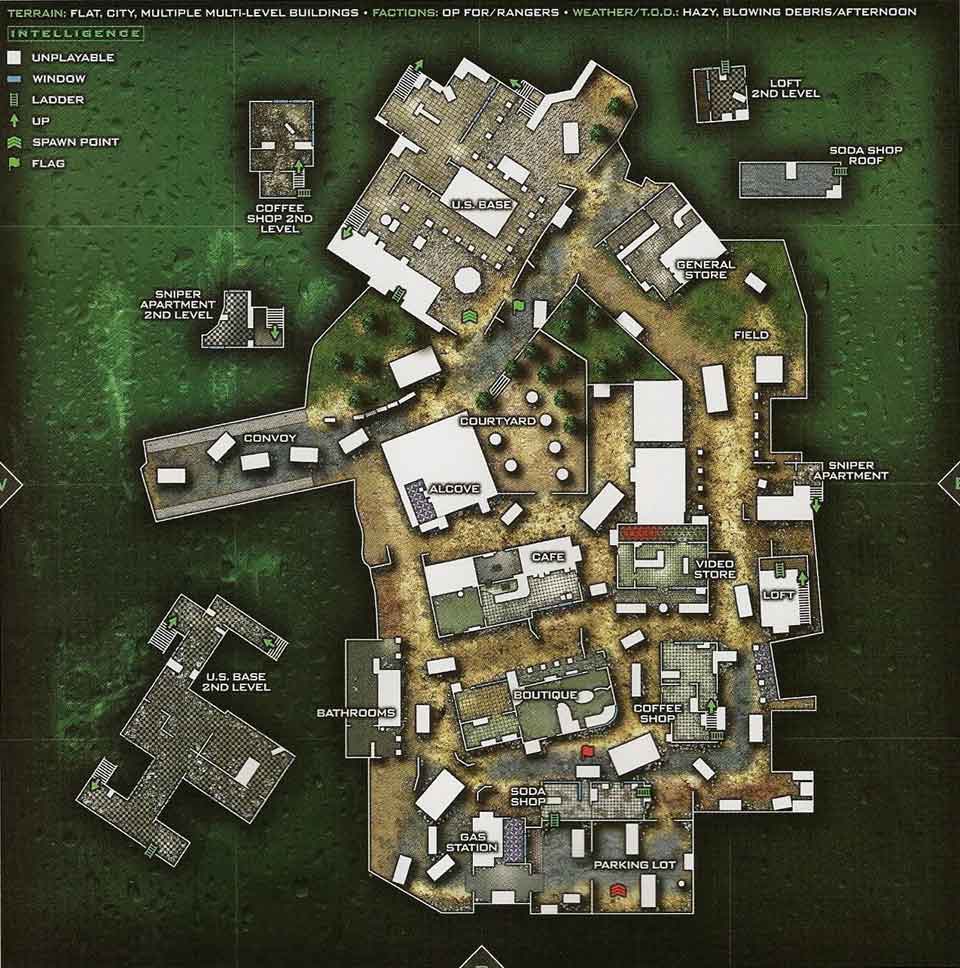 TERRAIN: FLAT, CITY, MULTIPLE MULTI-LEVEL BUILDINGS • FACTIONS: OP FOR/RANGERS • WEATHER/T.O.D.: HAZY, BLOWING DEBRIS/AFTERNOON
INTELLIGENCE
UNPLAYABLE
WINDOW
LADDER
UP
SPAWN POINT
FLAG
LOFT
2ND LEVEL
SODA SHOP
ROOF
COFFEE
SHOP 2ND
LEVEL
U.S. BASE
GENERAL
STORE
SNIPER
APARTMENT
2ND LEVEL
FIELD
COURTYARD
CONVOY
SNIPER
APARTMENT
ALCOVE
CAFE
VIDEO
STORE
LOFT
U.S. BASE
2ND LEVEL
BOUTIQUE
BATHROOMS
COFFEE
SHOP
SODA
SHOP
GAS
STATION
PARKING LOT